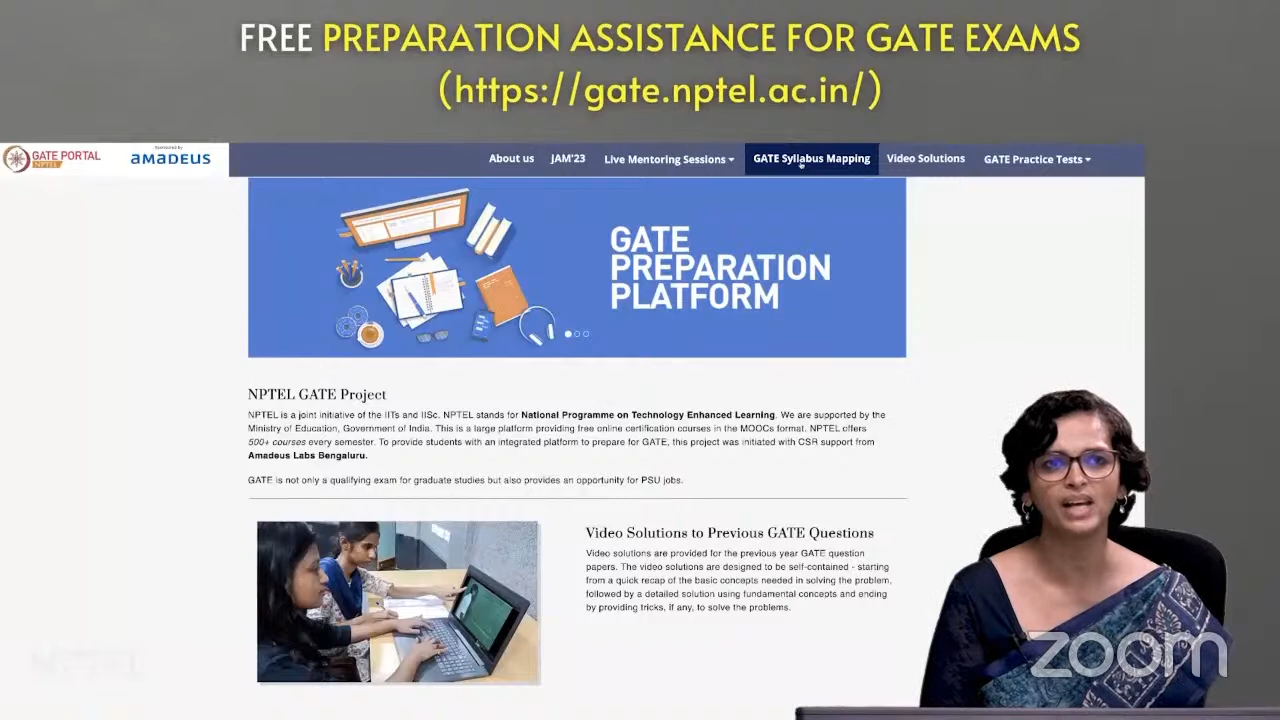 FREE PREPARATION ASSISTANCE FOR GATE EXAMS
(https://gate.nptel.ac.in/)
GATE PORTAL
NPTEL
Sponsored by
amadeus
About us
JAM'23
Live Mentoring Sessions
GATE Syllabus Mapping
Video Solutions
GATE Practice Tests
GATE
PREPARATION
PLATFORM
NPTEL GATE Project
NPTEL is a joint initiative of the IITs and IISc. NPTEL stands for National Programme on Technology Enhanced Learning. We are supported by the
Ministry of Education, Government of India. This is a large platform providing free online certification courses in the MOOCs format. NPTEL offers
500+ courses every semester. To provide students with an integrated platform to prepare for GATE, this project was initiated with CSR support from
Amadeus Labs Bengaluru.
GATE is not only a qualifying exam for graduate studies but also provides an opportunity for PSU jobs.
Video Solutions to Previous GATE Questions
Video solutions are provided for the previous year GATE question
papers. The video solutions are designed to be self-contained - starting
from a quick recap of the basic concepts needed in solving the problem,
followed by a detailed solution using fundamental concepts and ending
by providing tricks, if any, to solve the problems.
NPTEL
zoom